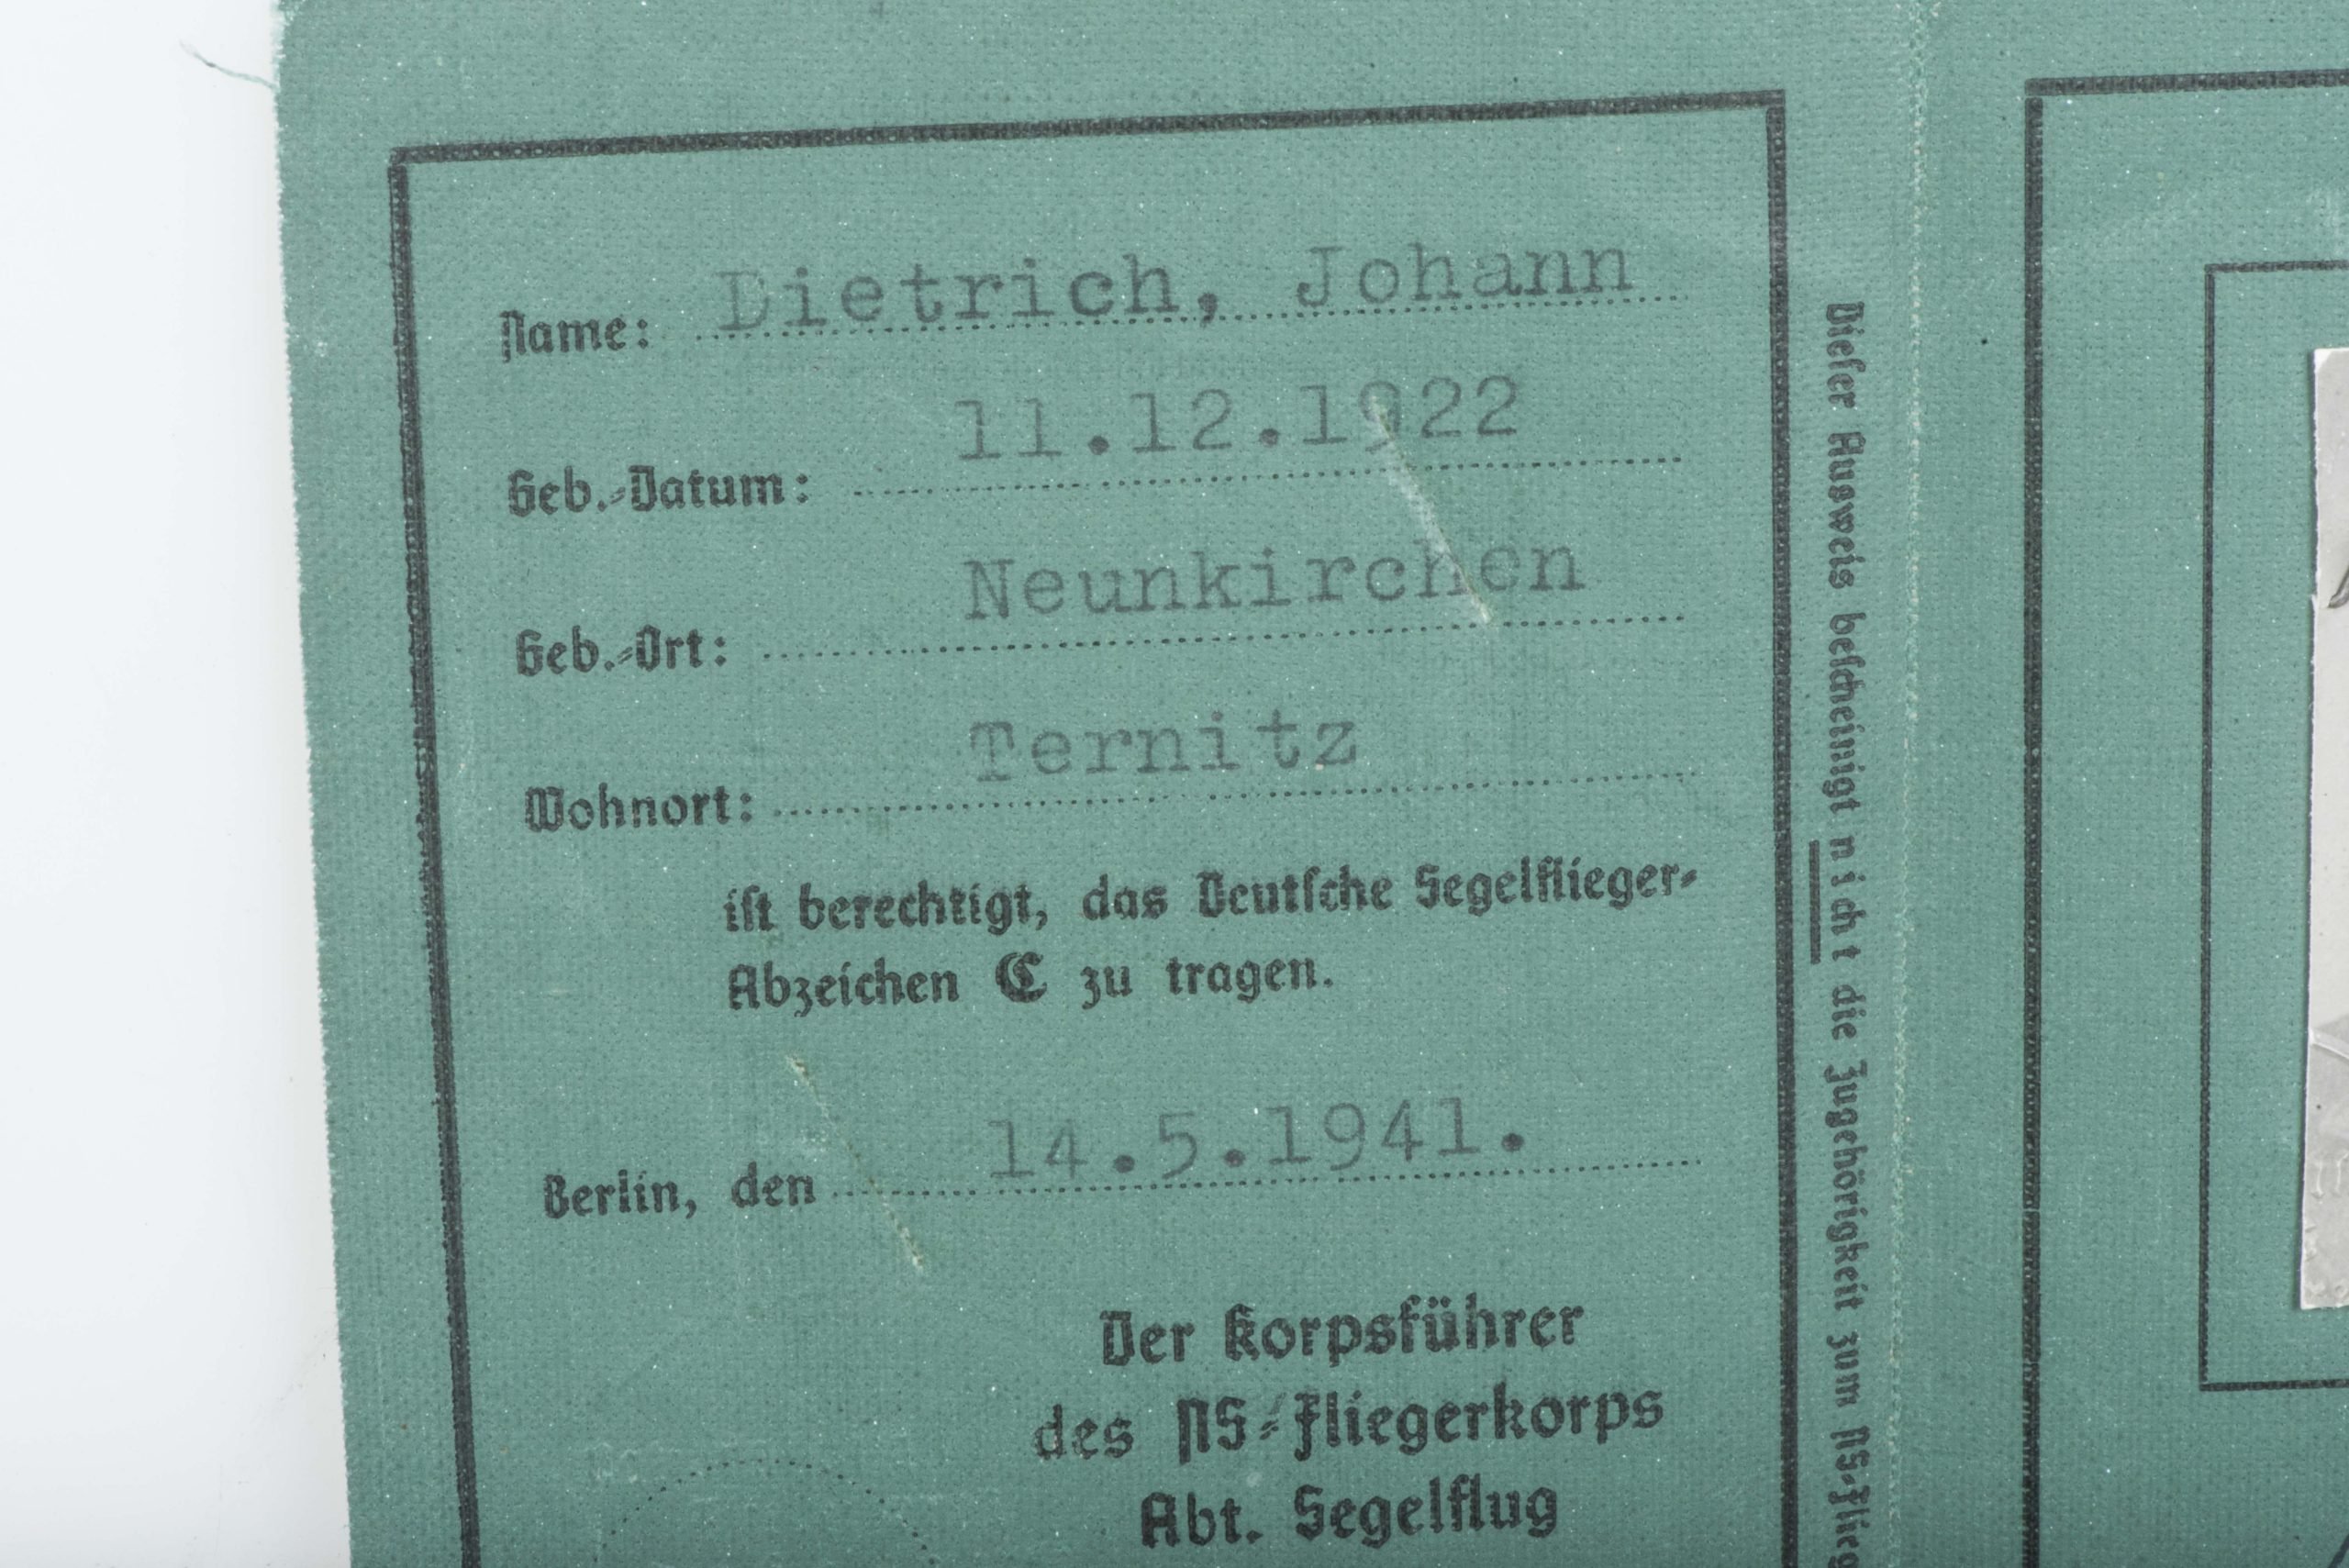 Name: Dietrich, Johann
Geb.-Datum: 11.12.1922
Geb.-Ort: Neunkirchen
Wohnort: Ternitz
ist berechtigt, das Deutsche Segelflieger-
Abzeichen C zu tragen.
Berlin, den 14.5.1941.
Der Korpsführer
des NS-Fliegerkorps
Abt. Segelflug
Dieser Ausweis bescheinigt nicht die Zugehörigkeit zum NS-Flieg